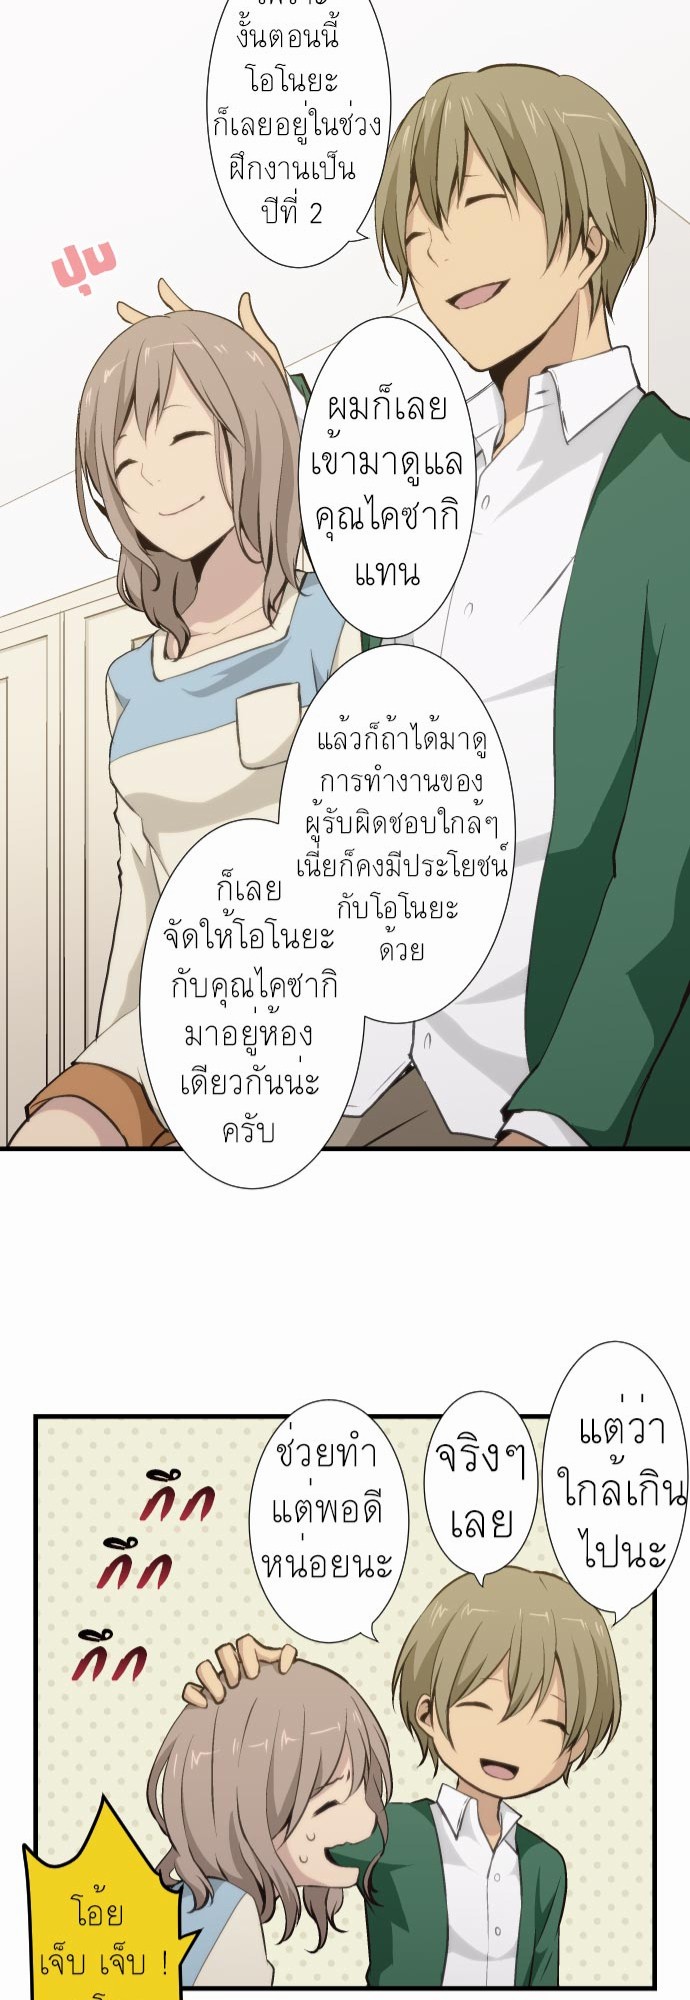 เพราะ
งั้นตอนนี้
โอโนยะ
ก็เลยอยู่ในช่วง
ฝึกงานเป็น
ปีที่ 2
ปุบ
ผมก็เลย
เข้ามาดูแล
คุณไคซากิ
แทน
แล้วก็ถ้าได้มาดู
การทำงานของ
ผู้รับผิดชอบใกล้ๆ
เนี่ยก็คงมีประโยชน์
กับโอโนยะ
ด้วย
ก็เลย
จัดให้โอโนยะ
กับคุณไคซากิ
มาอยู่ห้อง
เดียวกันน่ะ
ครับ
แต่ว่า
ใกล้เกิน
ไปนะ
จริงๆ
เลย
ช่วยทำ
แต่พอดี
หน่อยนะ
กึก
กึก
กึก
โอ้ย
เจ็บ เจ็บ !